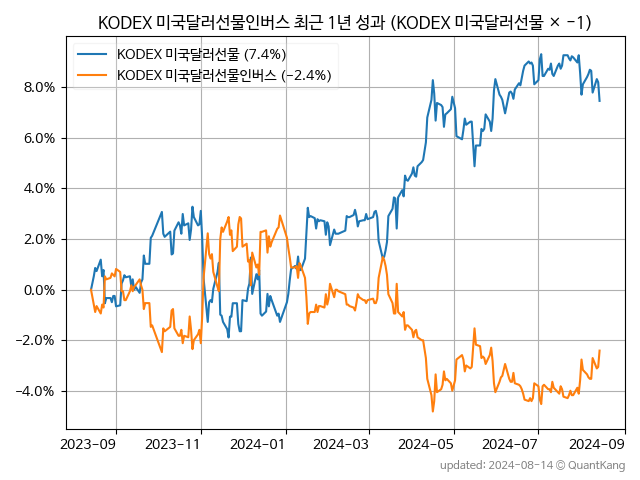 KODEX 미국달러선물인버스 최근 1년 성과 (KODEX 미국달러선물 × −1)
KODEX 미국달러선물 (7.4%)
KODEX 미국달러선물인버스 (−2.4%)
8.0%
6.0%
4.0%
2.0%
0.0%
−2.0%
−4.0%
2023-09 2023-11 2024-01 2024-03 2024-05 2024-07 2024-09
updated: 2024-08-14 © QuantKang